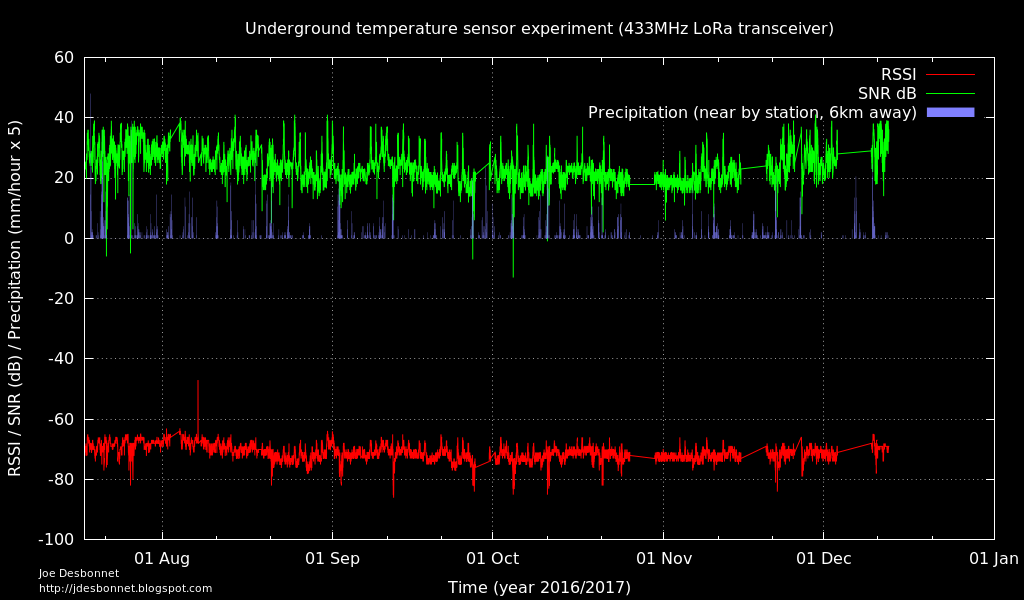 Underground temperature sensor experiment (433MHz LoRa transceiver)
RSSI
SNR dB
Precipitation (near by station, 6km away)
RSSI / SNR (dB) / Precipitation (mm/hour x 5)
60
40
20
0
-20
-40
-60
-80
-100
01 Aug
01 Sep
01 Oct
01 Nov
01 Dec
01 Jan
Time (year 2016/2017)
Joe Desbonnet
http://jdesbonnet.blogspot.com